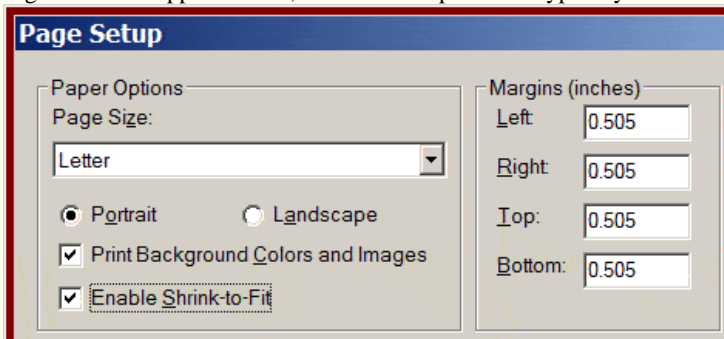 Page Setup
Paper Options
Page Size:
Letter
Portrait Landscape
Print Background Colors and Images
Enable Shrink-to-Fit
Margins (inches)
Left: 0.505
Right: 0.505
Top: 0.505
Bottom: 0.505